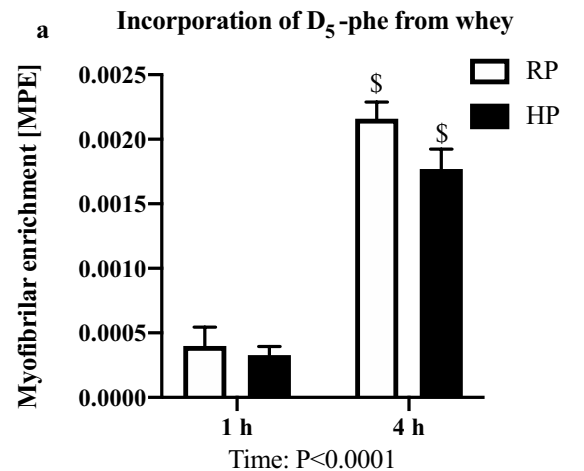 a Incorporation of D5-phe from whey
Myofibrilar enrichment [MPE]
0.0025
0.0020
0.0015
0.0010
0.0005
0.0000
$
$
RP
HP
1 h 4 h
Time: P<0.0001